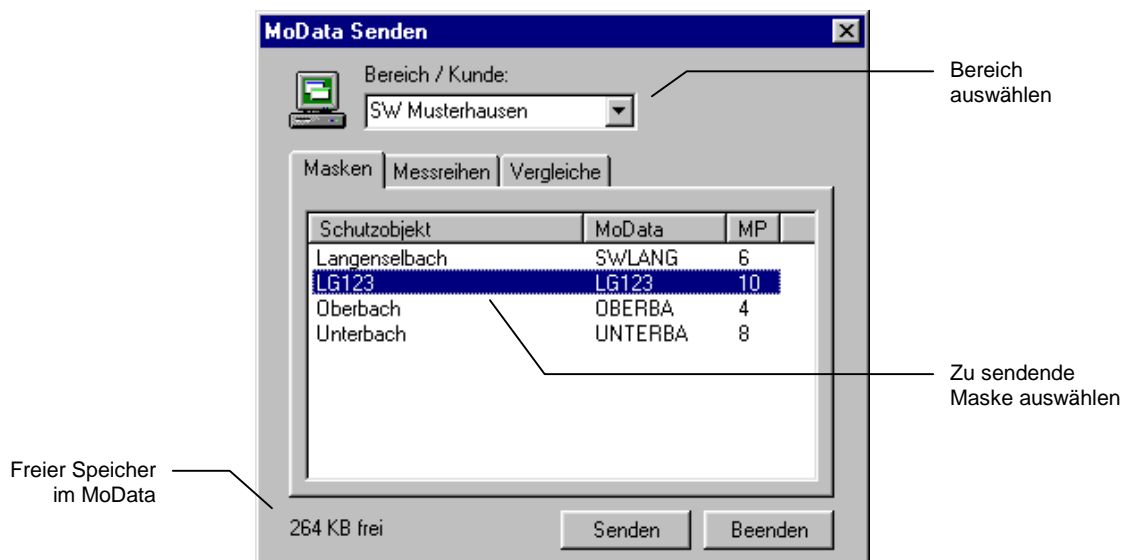 MoData Senden
Bereich / Kunde:
SW Musterhausen
Bereich
auswählen
Masken Messreihen Vergleiche
Schutzobjekt MoData MP
Langenselbach SWLANG 6
LG123 LG123 10
Oberbach OBERBA 4
Unterbach UNTERBA 8
Zu sendende
Maske auswählen
Freier Speicher
im MoData
264 KB frei
Senden Beenden